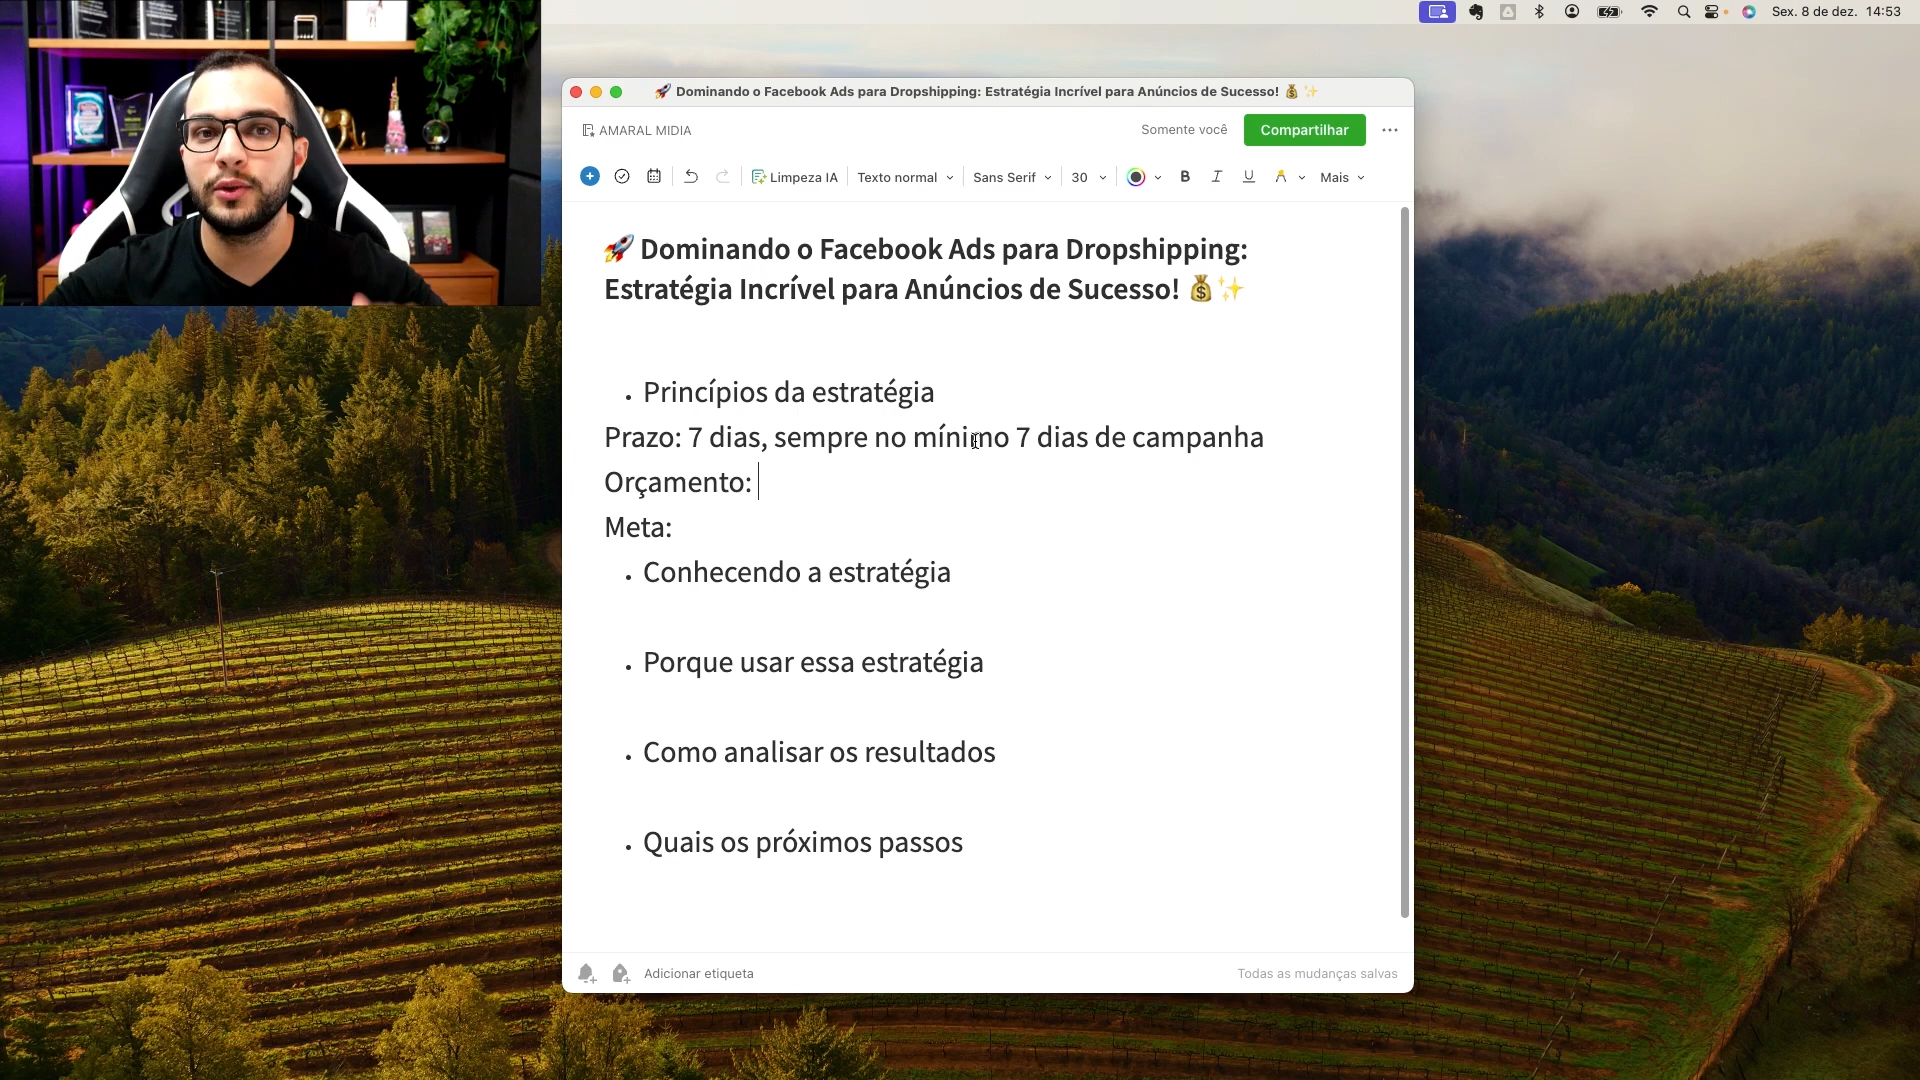 Sex. 8 de dez. 14:53
🚀 Dominando o Facebook Ads para Dropshipping: Estratégia Incrível para Anúncios de Sucesso! 💰✨
AMARAL MIDIA
Somente você
Compartilhar
Limpeza IA
Texto normal
Sans Serif
30
B
I
U
A
Mais
🚀 Dominando o Facebook Ads para Dropshipping:
Estratégia Incrível para Anúncios de Sucesso! 💰✨
• Princípios da estratégia
Prazo: 7 dias, sempre no mínimo 7 dias de campanha
Orçamento:
Meta:
• Conhecendo a estratégia
• Porque usar essa estratégia
• Como analisar os resultados
• Quais os próximos passos
Adicionar etiqueta
Todas as mudanças salvas